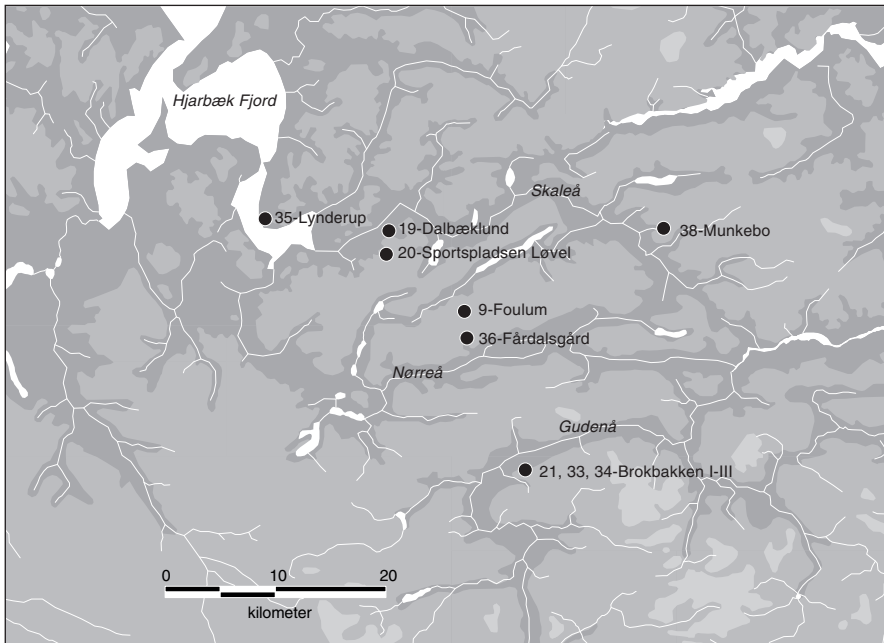 Hjarbæk Fjord
Skaleå
35-Lynderup
19-Dalbæklund
38-Munkebo
20-Sportspladsen Løvel
9-Foulum
36-Fårdalsgård
Nørreå
Gudenå
21, 33, 34-Brokbakken I-III
0 10 20
kilometer